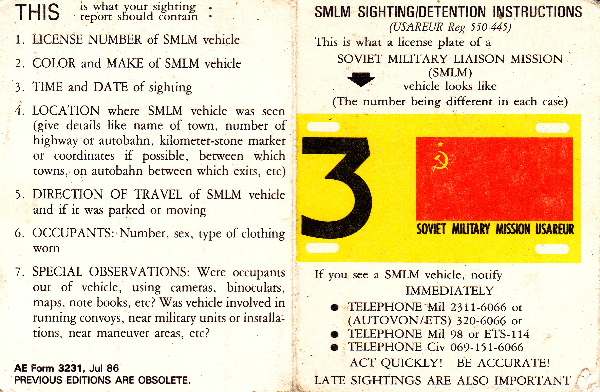 THIS is what your sighting
report should contain :
1. LICENSE NUMBER of SMLM vehicle
2. COLOR and MAKE of SMLM vehicle
3. TIME and DATE of sighting
4. LOCATION where SMLM vehicle was seen
(give details like name of town, number of
highway or autobahn, kilometer-stone marker
or coordinates if possible, between which
towns, on autobahn between which exits, etc)
5. DIRECTION OF TRAVEL of SMLM vehicle
and if it was parked or moving
6. OCCUPANTS: Number, sex, type of clothing
worn
7. SPECIAL OBSERVATIONS: Were occupants
out of vehicle, using cameras, binoculars,
maps, note books, etc? Was vehicle involved in
running convoys, near military units or installa-
tions, near maneuver areas, etc?
AE Form 3231, Jul 86
PREVIOUS EDITIONS ARE OBSOLETE.
SMLM SIGHTING/DETENTION INSTRUCTIONS
(USAREUR Reg 550-445)
This is what a license plate of a
SOVIET MILITARY LIAISON MISSION
(SMLM)
vehicle looks like
(The number being different in each case)
3
SOVIET MILITARY MISSION USAREUR
If you see a SMLM vehicle, notify
IMMEDIATELY
● TELEPHONE Mil 2311-6066 or
(AUTOVON/ETS) 320-6066 or
● TELEPHONE Mil 98 or ETS-114
● TELEPHONE Civ 069-151-6066
ACT QUICKLY! BE ACCURATE!
LATE SIGHTINGS ARE ALSO IMPORTANT